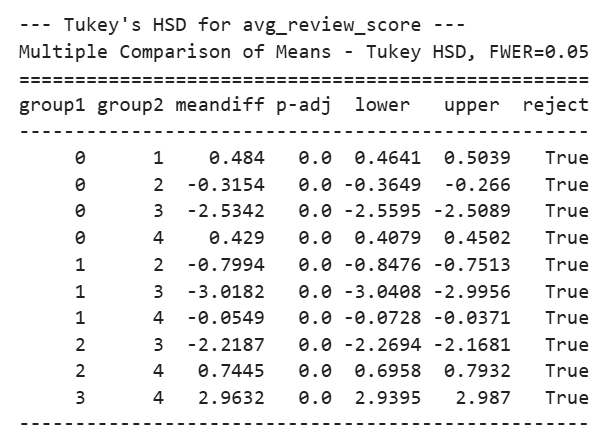 --- Tukey's HSD for avg_review_score ---
Multiple Comparison of Means - Tukey HSD, FWER=0.05
===================================================
group1 group2 meandiff p-adj  lower   upper  reject
---------------------------------------------------
     0      1    0.484   0.0  0.4641  0.5039   True
     0      2  -0.3154   0.0 -0.3649  -0.266   True
     0      3  -2.5342   0.0 -2.5595 -2.5089   True
     0      4    0.429   0.0  0.4079  0.4502   True
     1      2  -0.7994   0.0 -0.8476 -0.7513   True
     1      3  -3.0182   0.0 -3.0408 -2.9956   True
     1      4  -0.0549   0.0 -0.0728 -0.0371   True
     2      3  -2.2187   0.0 -2.2694 -2.1681   True
     2      4   0.7445   0.0  0.6958  0.7932   True
     3      4   2.9632   0.0  2.9395   2.987   True
---------------------------------------------------